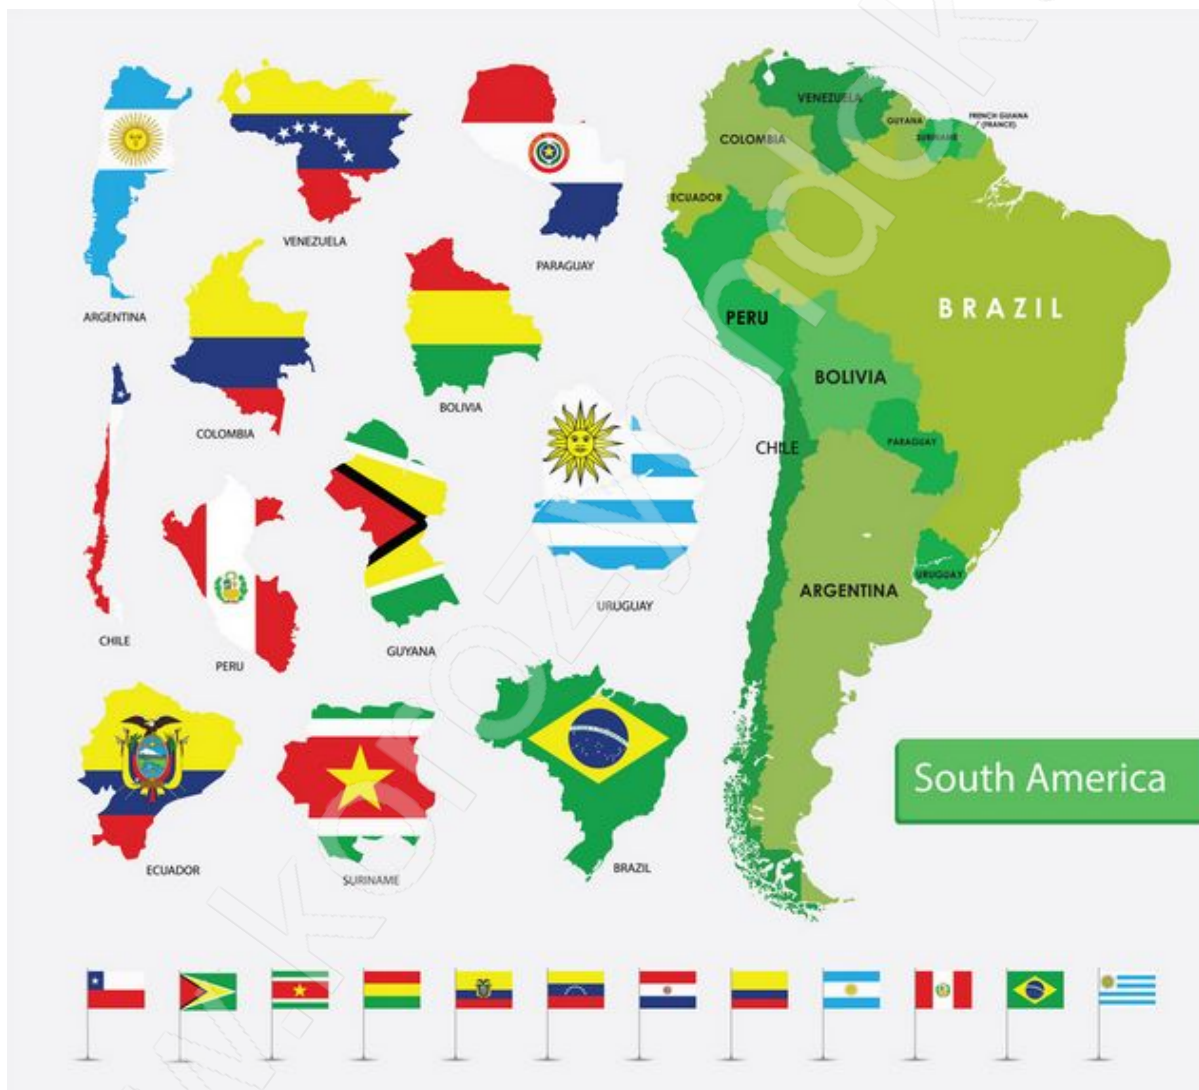 ARGENTINA
VENEZUELA
PARAGUAY
COLOMBIA
BOLIVIA
CHILE
PERU
GUYANA
URUGUAY
ECUADOR
SURINAME
BRAZIL
VENEZUELA
COLOMBIA
GUYANA
SURINAME
FRENCH GUIANA
(FRANCE)
ECUADOR
PERU
BRAZIL
BOLIVIA
CHILE
PARAGUAY
ARGENTINA
URUGUAY
South America